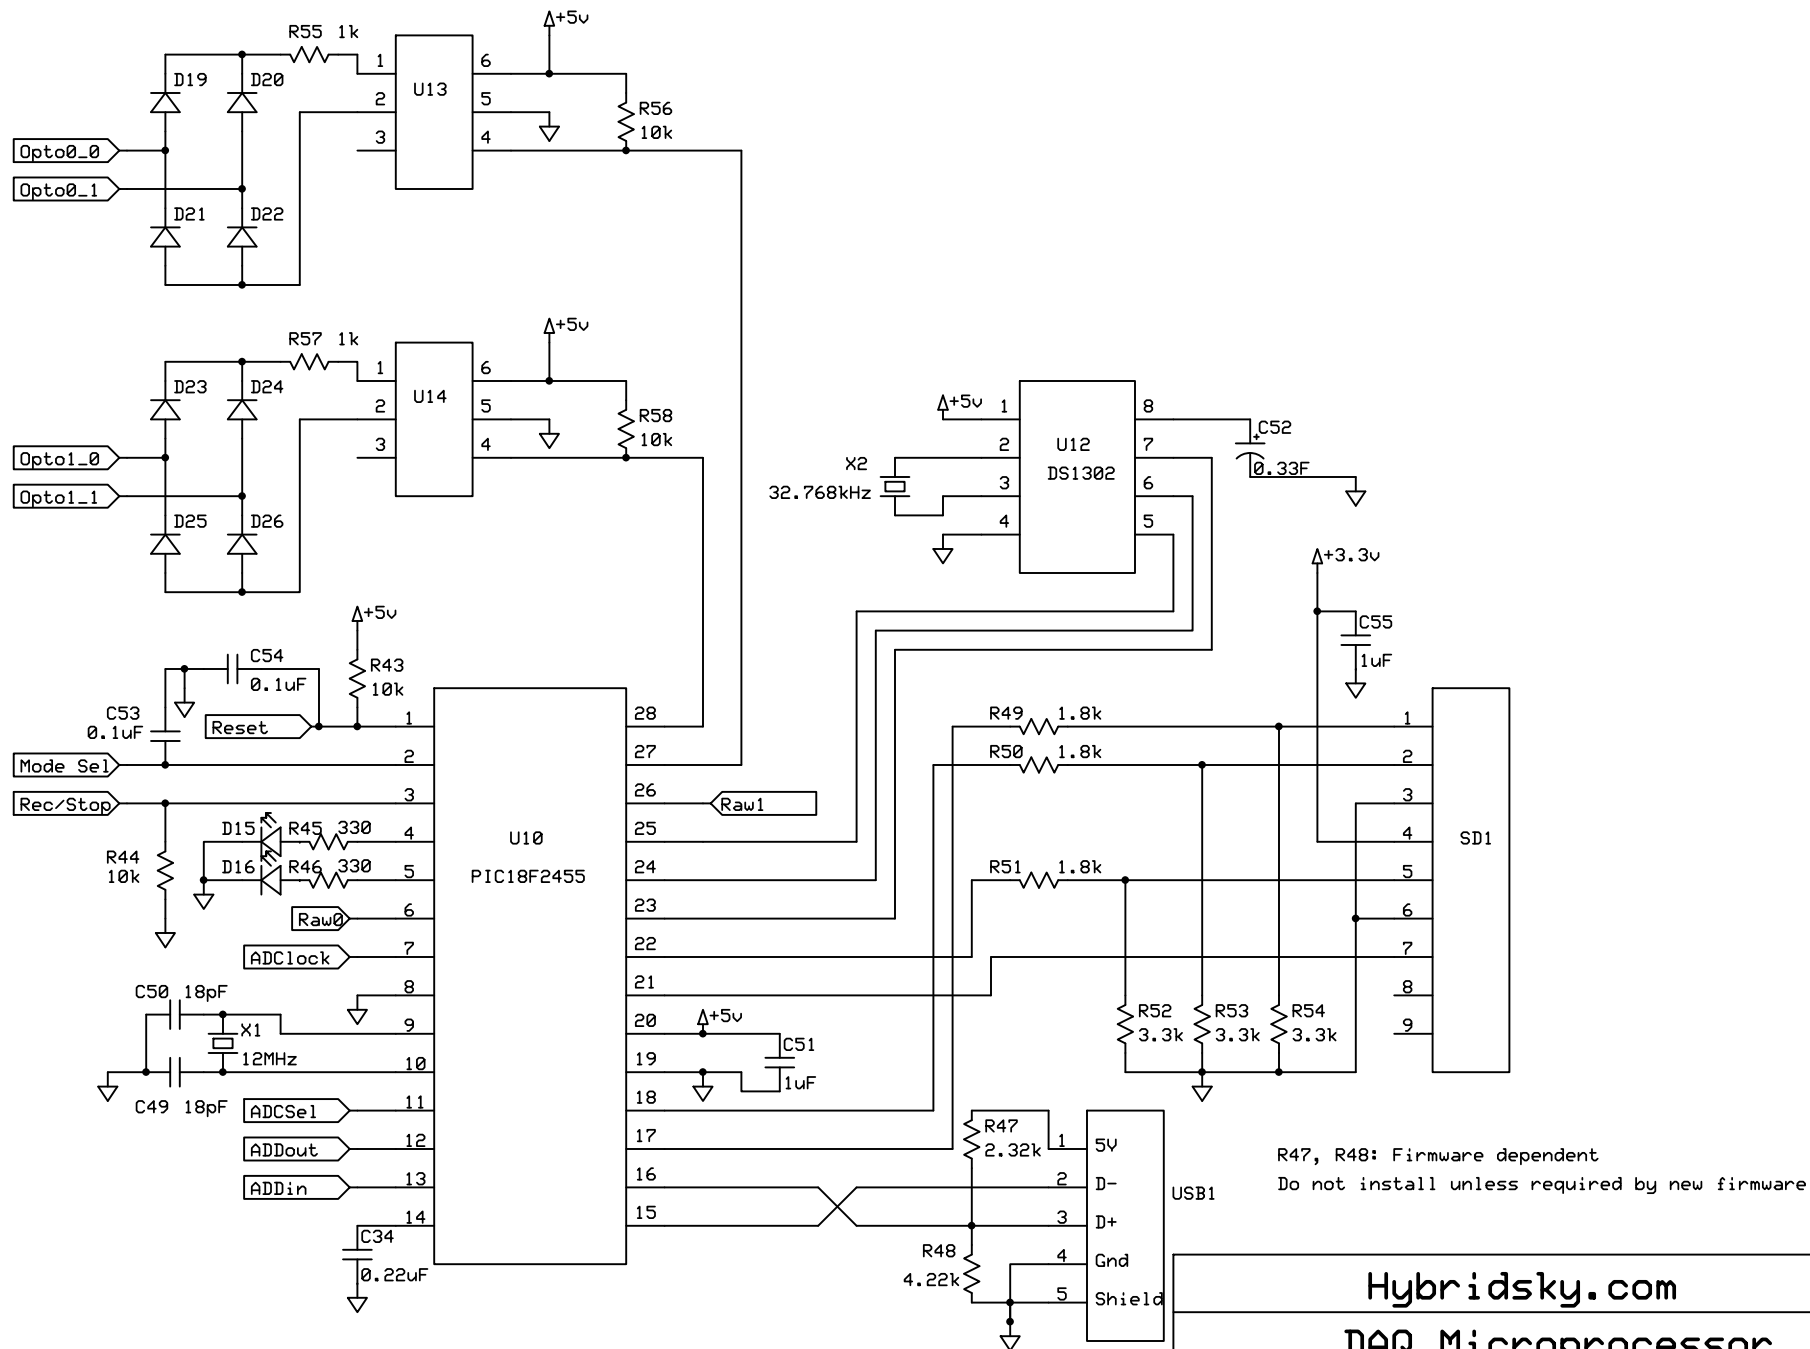 +5v
R55 1k
1
6
D19
D20
U13
2
5
R56
10k
3
4
Opto0_0
Opto0_1
D21
D22
+5v
R57 1k
1
6
D23
D24
U14
2
5
R58
10k
3
4
Opto1_0
Opto1_1
D25
D26
+5v
1
8
U12
DS1302
C52
+
0.33F
X2
32.768kHz
2
7
3
6
4
5
+3.3v
C55
1uF
+5v
C54
0.1uF
R43
10k
C53
0.1uF
Reset
Mode Sel
Rec/Stop
R44
10k
D15
R45 330
D16
R46 330
Raw0
ADClock
C50 18pF
X1
12MHz
C49 18pF
ADCSel
ADDout
ADDin
C34
0.22uF
1
2
3
4
5
6
7
8
9
10
11
12
13
14
U10
PIC18F2455
28
27
26
25
24
23
22
21
20
19
18
17
16
15
Raw1
+5v
C51
1uF
R49 1.8k
R50 1.8k
R51 1.8k
R52
3.3k
R53
3.3k
R54
3.3k
1
2
3
4
5
6
7
8
9
SD1
R47
2.32k
R48
4.22k
1
2
3
4
5
5V
D-
D+
Gnd
Shield
USB1
R47, R48: Firmware dependent
Do not install unless required by new firmware
Hybridsky.com
DAQ Microprocessor